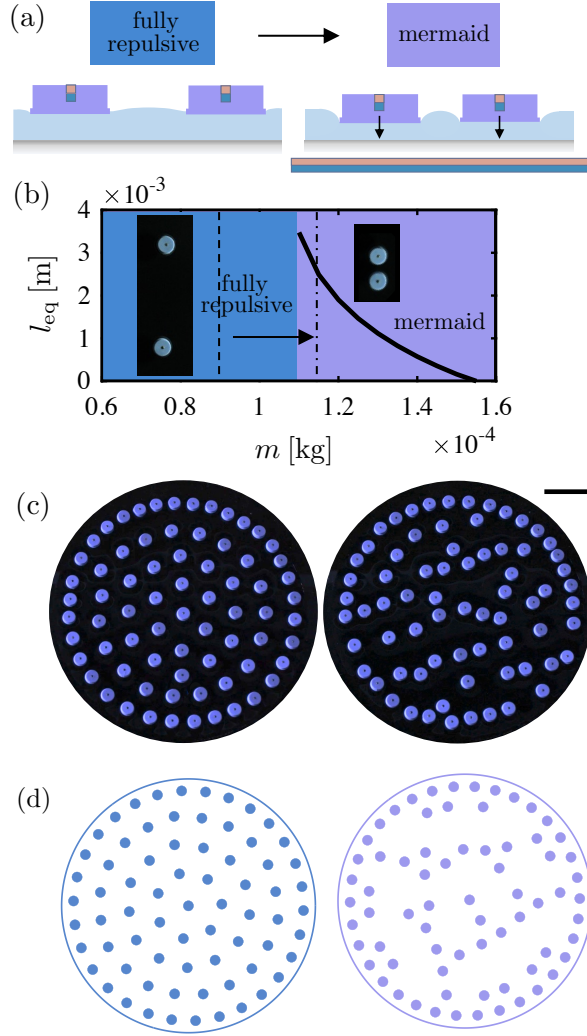 (a)
fully
repulsive
mermaid
(b)
×10⁻³
4
3
2
1
0
l_eq [m]
fully
repulsive
mermaid
0.6 0.8 1 1.2 1.4 1.6
×10⁻⁴
m [kg]
(c)
(d)